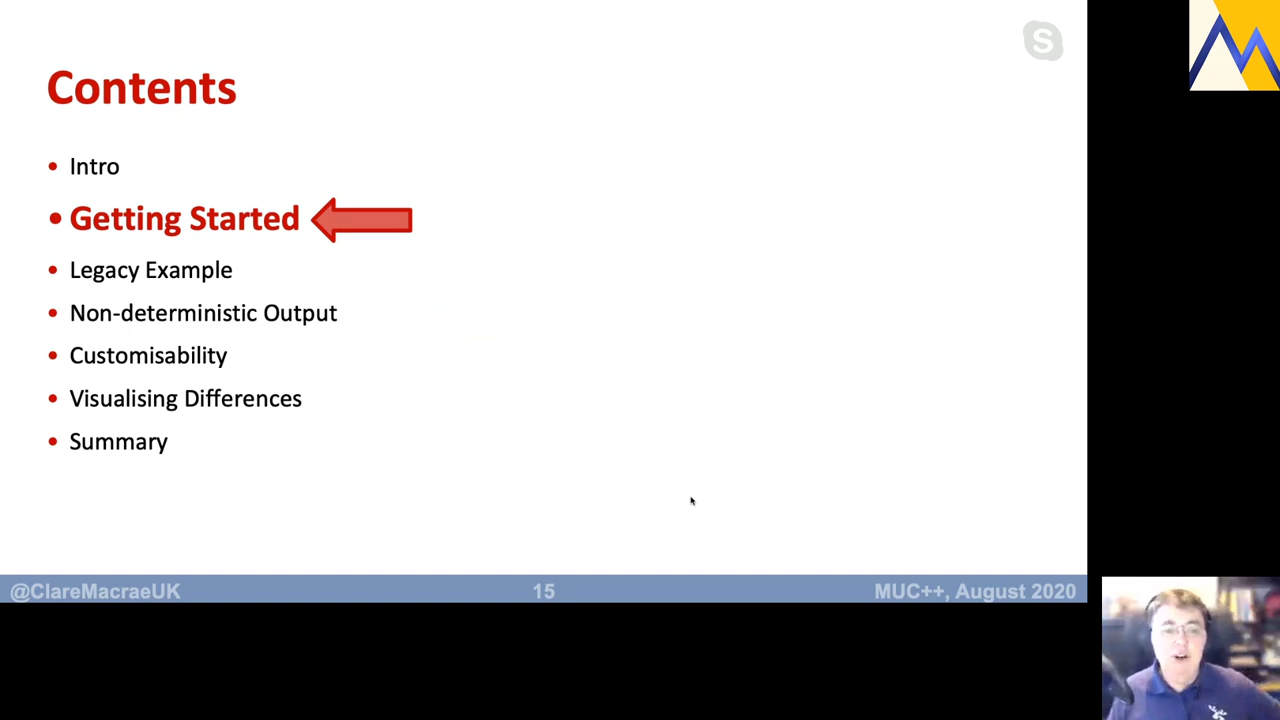 S
Contents
• Intro
• Getting Started
• Legacy Example
• Non-deterministic Output
• Customisability
• Visualising Differences
• Summary
@ClareMacraeUK
15
MUC++, August 2020